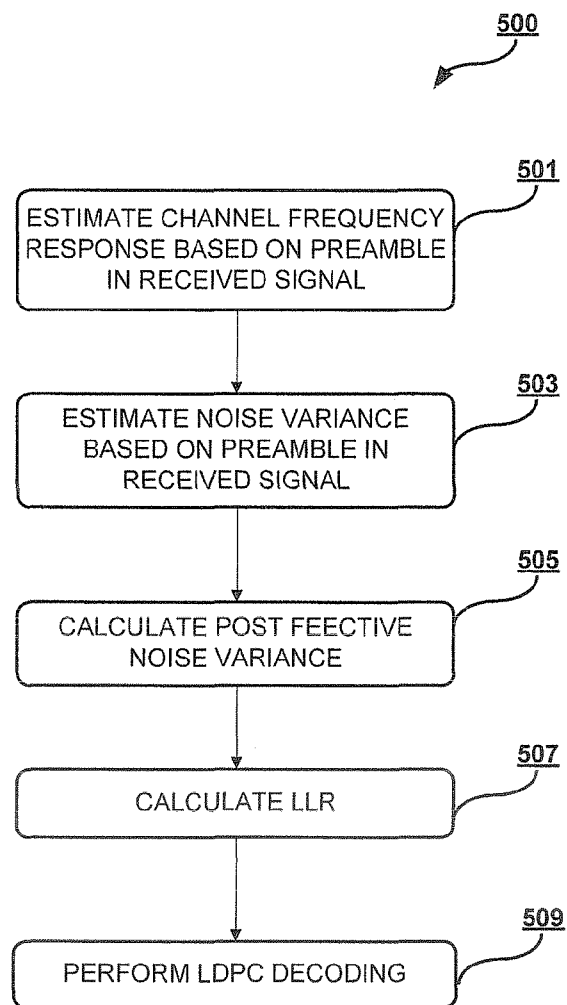 500
501
ESTIMATE CHANNEL FREQUENCY
RESPONSE BASED ON PREAMBLE
IN RECEIVED SIGNAL
503
ESTIMATE NOISE VARIANCE
BASED ON PREAMBLE IN
RECEIVED SIGNAL
505
CALCULATE POST FEECTIVE
NOISE VARIANCE
507
CALCULATE LLR
509
PERFORM LDPC DECODING